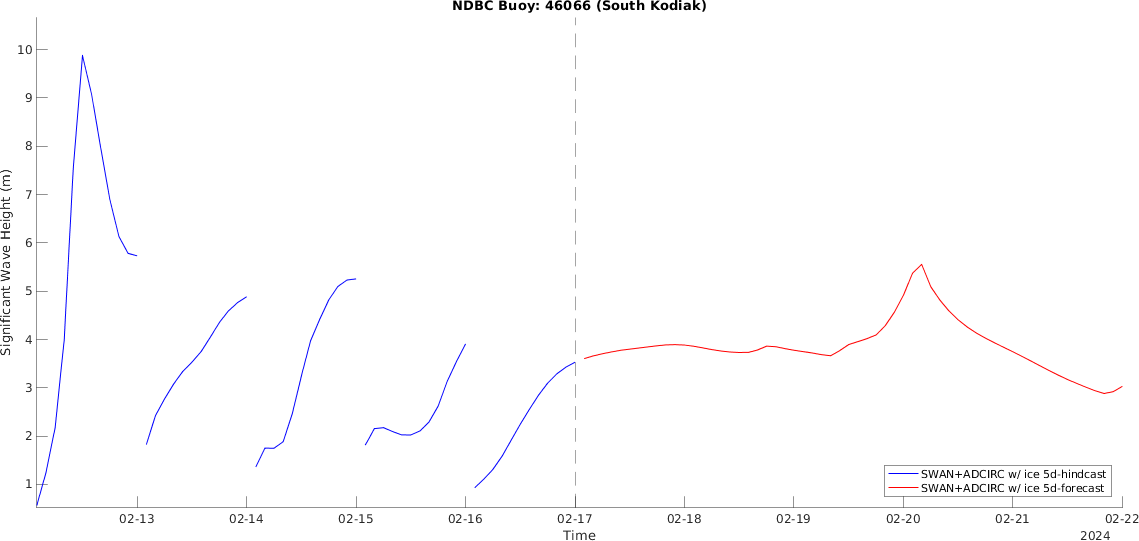 NDBC Buoy: 46066 (South Kodiak)
10
9
8
7
6
5
4
3
2
1
Significant Wave Height (m)
SWAN+ADCIRC w/ ice 5d-hindcast
SWAN+ADCIRC w/ ice 5d-forecast
02-13 02-14 02-15 02-16 02-17 02-18 02-19 02-20 02-21 02-22
Time
2024